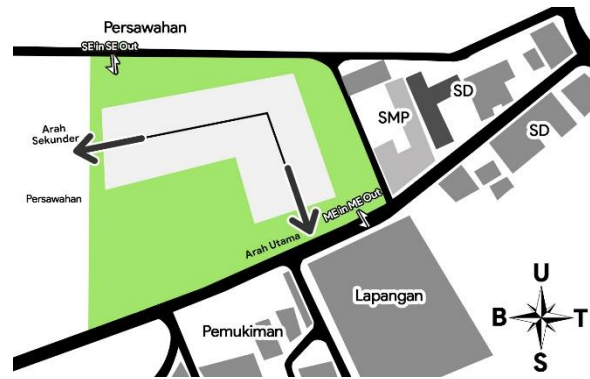 Persawahan
SE in SE Out
SMP
SD
SD
Arah
Sekunder
Persawahan
ME in ME Out
Arah Utama
Lapangan
Pemukiman
U
B
T
S